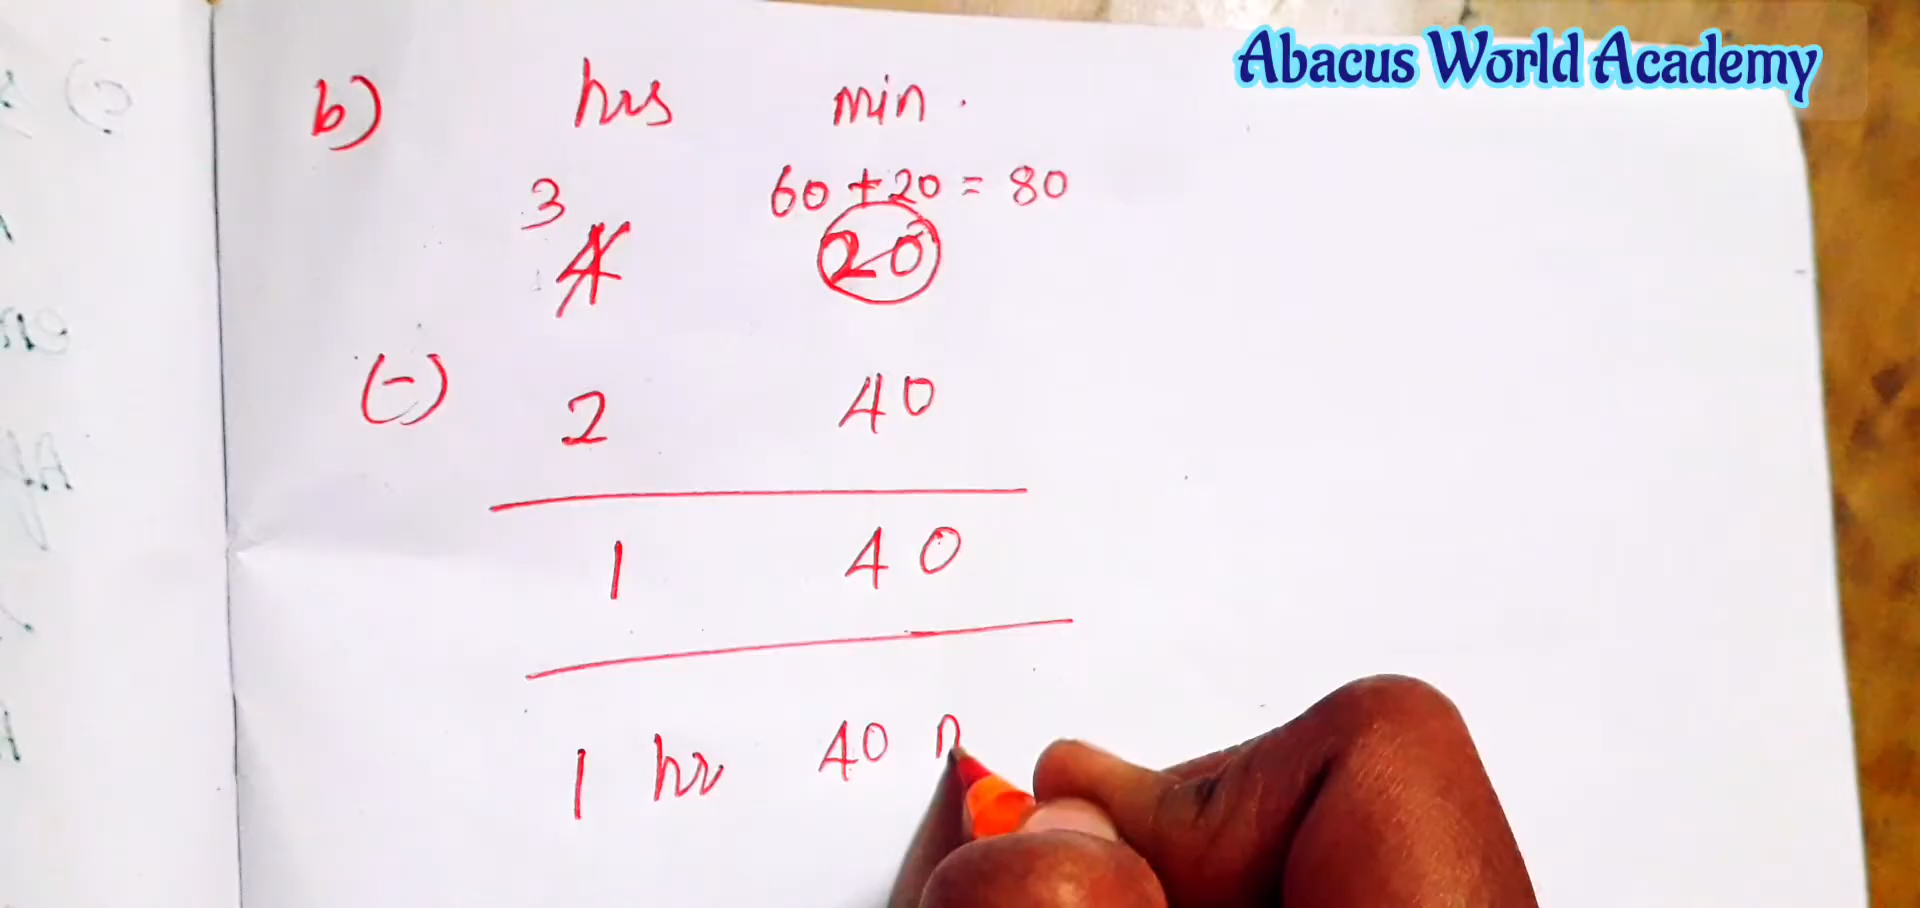 Abacus World Academy
b) hrs min.
3 60 + 20 = 80
4 20
(-) 2 40
1 40
1 hr 40